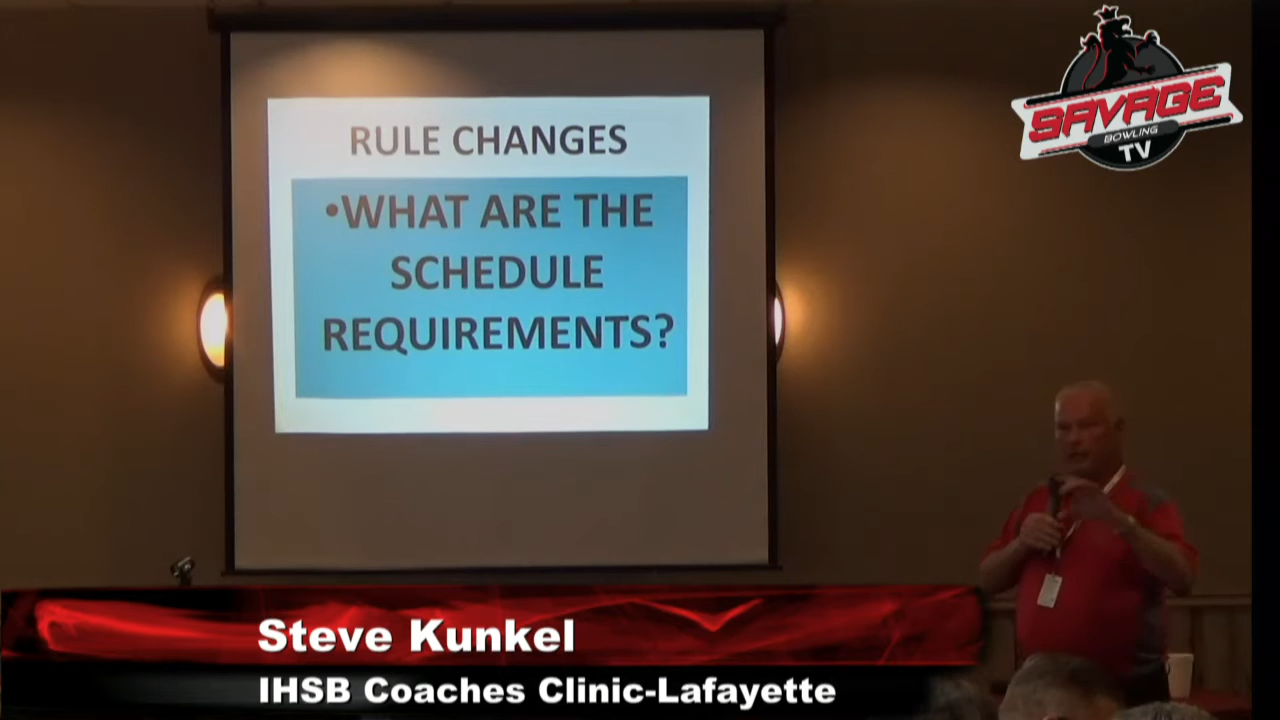 SAVAGE
BOWLING
TV
RULE CHANGES
•WHAT ARE THE
SCHEDULE
REQUIREMENTS?
Steve Kunkel
IHSB Coaches Clinic-Lafayette